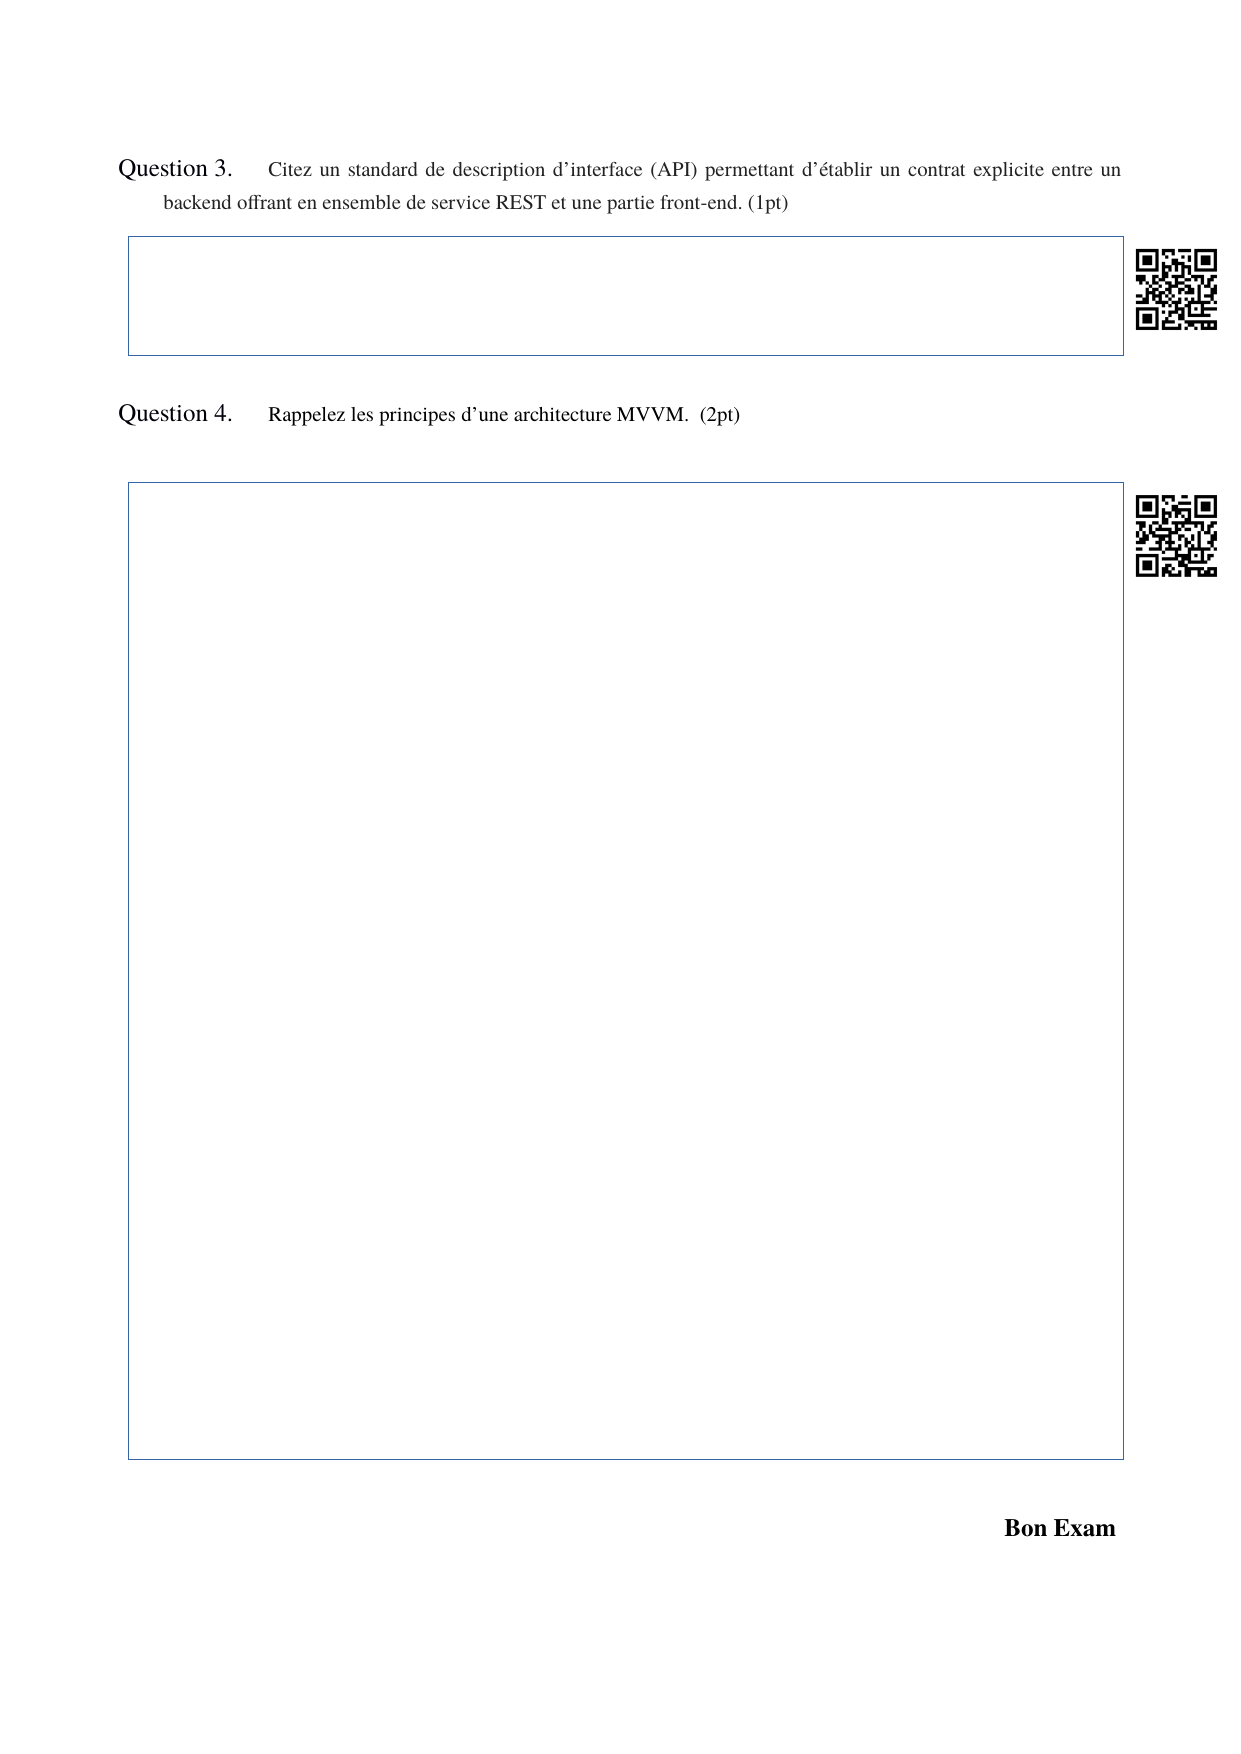 Question 3. Citez un standard de description d’interface (API) permettant d’établir un contrat explicite entre un
backend offrant en ensemble de service REST et une partie front-end. (1pt)
Question 4. Rappelez les principes d’une architecture MVVM. (2pt)
Bon Exam